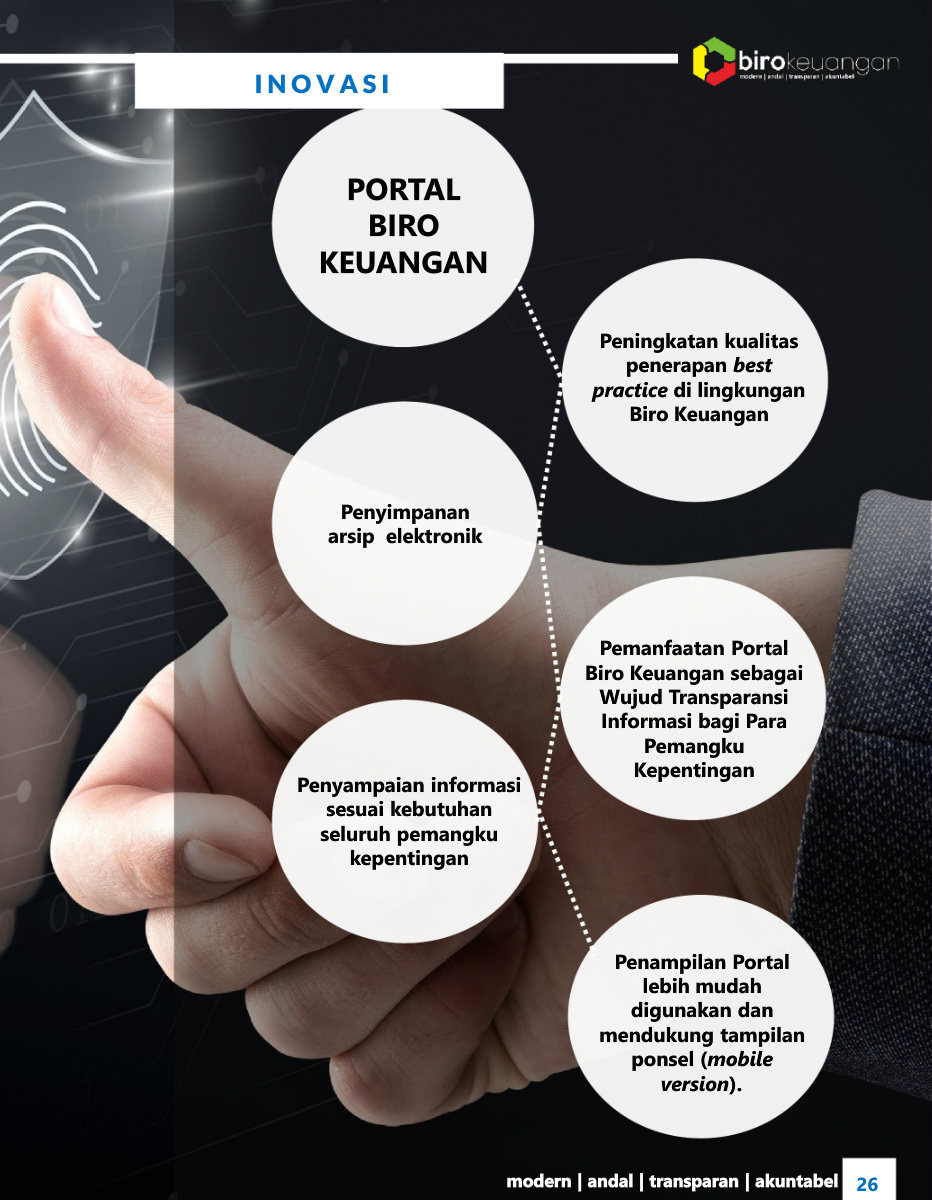 INOVASI
birokeuangan
modern | andal | transparan | akuntabel
PORTAL
BIRO
KEUANGAN
Peningkatan kualitas
penerapan best
practice di lingkungan
Biro Keuangan
Penyimpanan
arsip elektronik
Pemanfaatan Portal
Biro Keuangan sebagai
Wujud Transparansi
Informasi bagi Para
Pemangku
Kepentingan
Penyampaian informasi
sesuai kebutuhan
seluruh pemangku
kepentingan
Penampilan Portal
lebih mudah
digunakan dan
mendukung tampilan
ponsel (mobile
version).
modern | andal | transparan | akuntabel
26